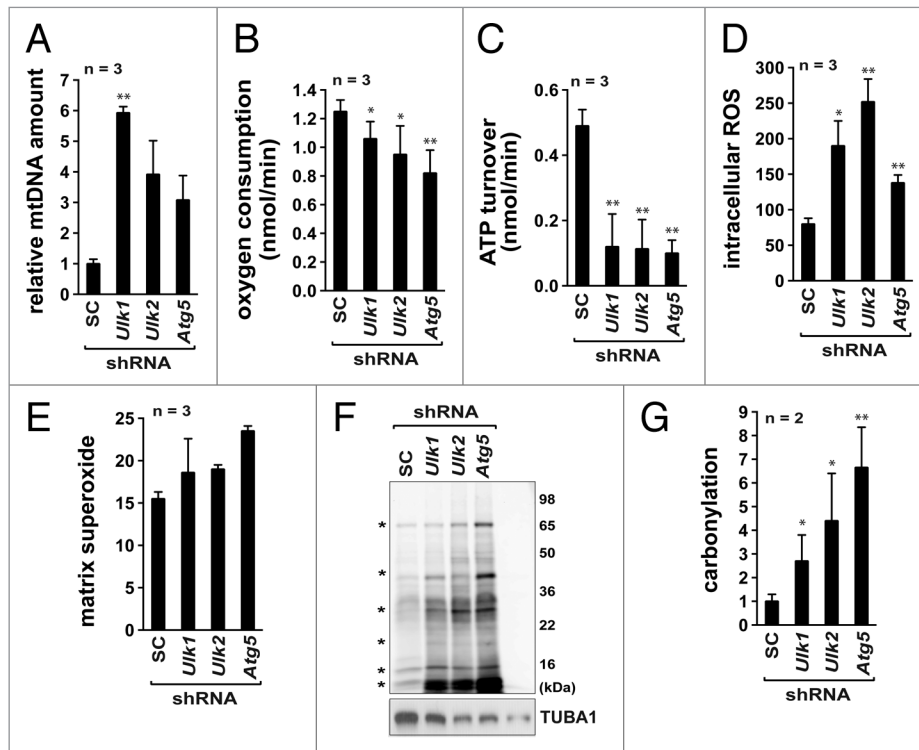 A
n = 3
relative mtDNA amount
7
6
5
4
3
2
1
0
**
SC
Ulk1
Ulk2
Atg5
shRNA
B
n = 3
oxygen consumption
(nmol/min)
1.4
1.2
1.0
0.8
0.6
0.4
0.2
0.0
*
*
**
SC
Ulk1
Ulk2
Atg5
shRNA
C
n = 3
ATP turnover
(nmol/min)
0.6
0.4
0.2
0.0
**
**
**
SC
Ulk1
Ulk2
Atg5
shRNA
D
n = 3
intracellular ROS
300
250
200
150
100
50
0
*
**
**
SC
Ulk1
Ulk2
Atg5
shRNA
E
n = 3
matrix superoxide
25
20
15
10
5
0
SC
Ulk1
Ulk2
Atg5
shRNA
F
shRNA
SC
Ulk1
Ulk2
Atg5
98
* 65
50
*
36
*
22
*
* 16
* (kDa)
TUBA1
G
n = 2
carbonylation
9
8
7
6
5
4
3
2
1
0
*
*
**
SC
Ulk1
Ulk2
Atg5
shRNA